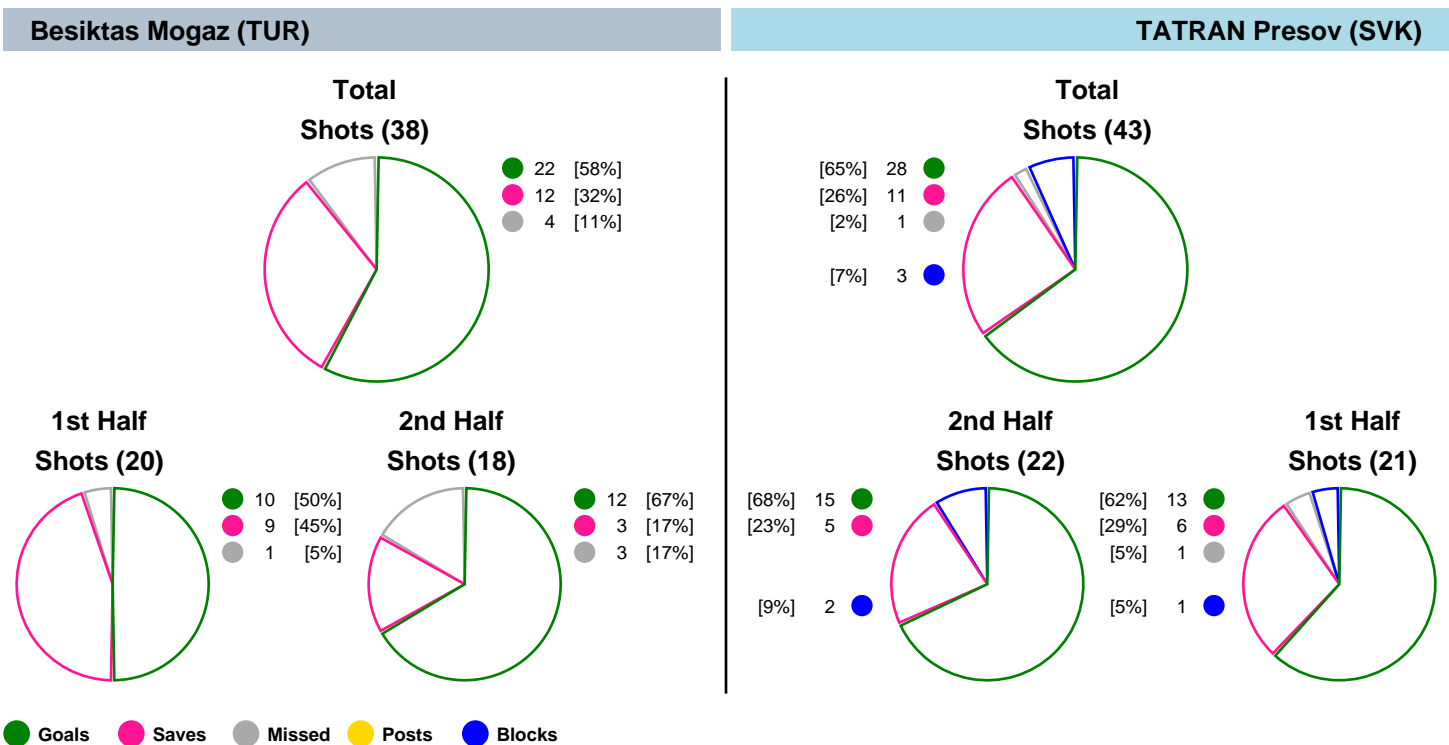 Besiktas Mogaz (TUR)
TATRAN Presov (SVK)
Total
Shots (38)
22 [58%]
12 [32%]
4 [11%]
1st Half
Shots (20)
10 [50%]
9 [45%]
1 [5%]
2nd Half
Shots (18)
12 [67%]
3 [17%]
3 [17%]
Total
Shots (43)
[65%] 28
[26%] 11
[2%] 1
[7%] 3
2nd Half
Shots (22)
[68%] 15
[23%] 5
[9%] 2
1st Half
Shots (21)
[62%] 13
[29%] 6
[5%] 1
[5%] 1
Goals Saves Missed Posts Blocks